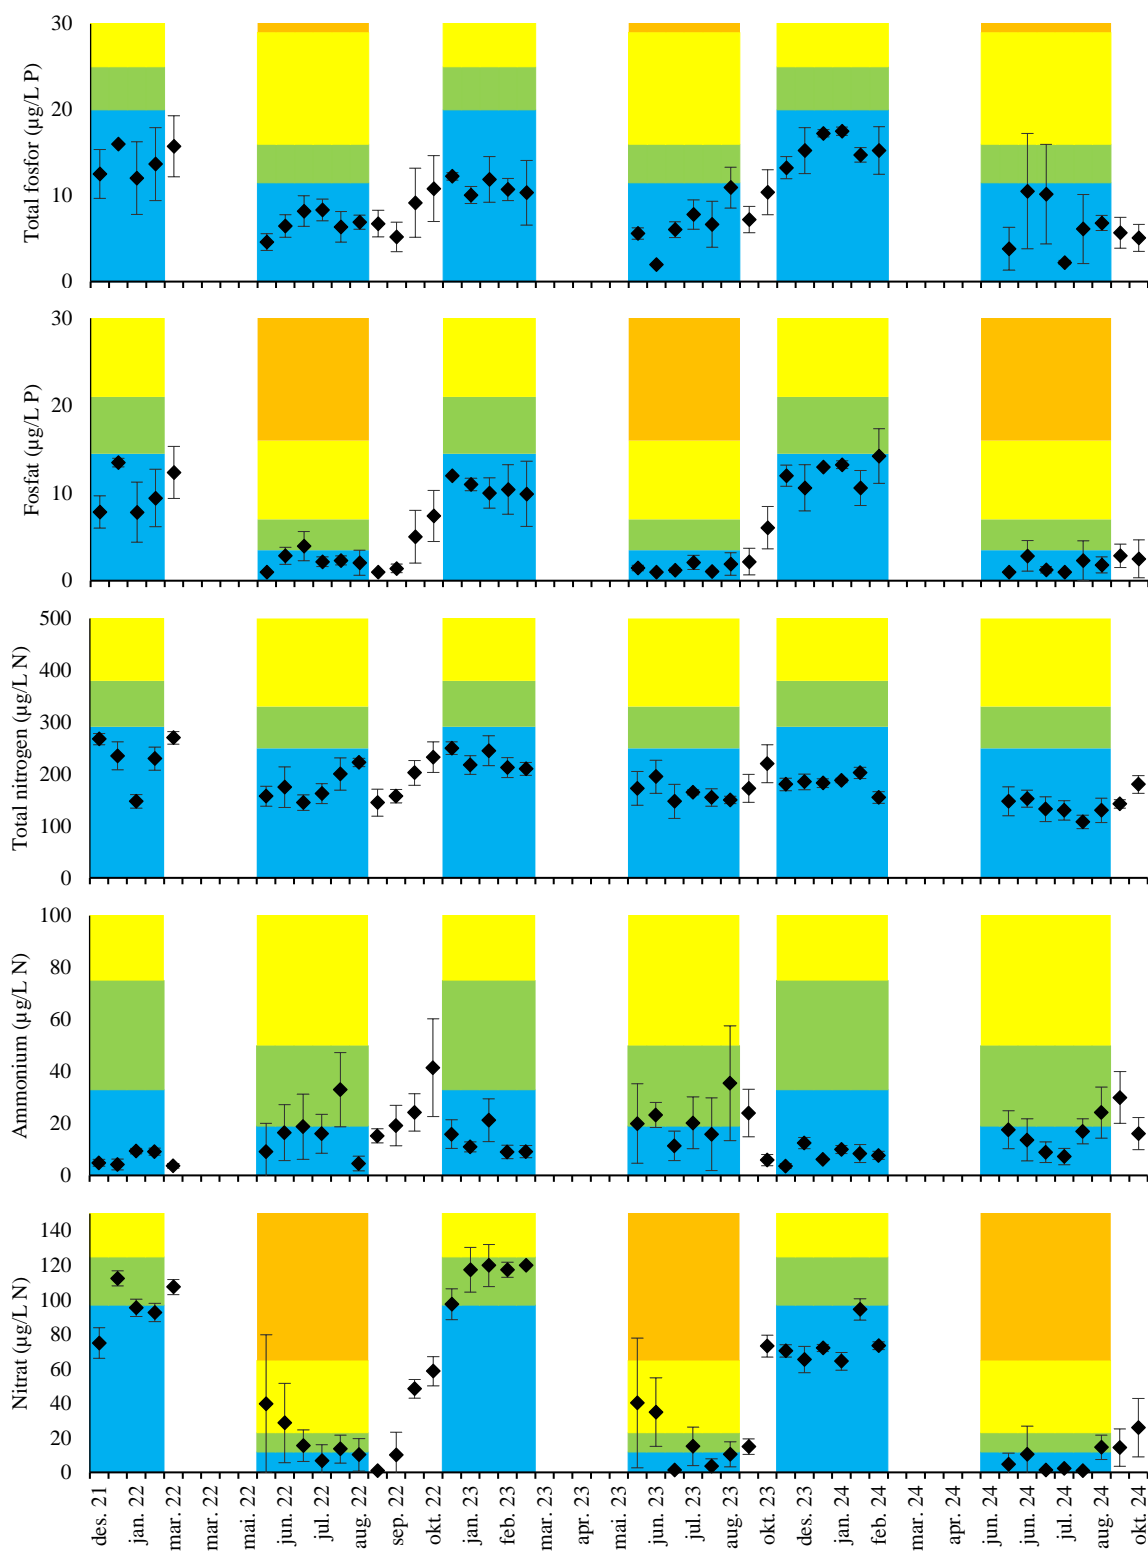 Total fosfor (µg/L P)
30
20
10
0
Fosfat (µg/L P)
30
20
10
0
Total nitrogen (µg/L N)
500
400
300
200
100
0
Ammonium (µg/L N)
100
80
60
40
20
0
Nitrat (µg/L N)
140
120
100
80
60
40
20
0
des. 21
jan. 22
mar. 22
mar. 22
mai. 22
jun. 22
jul. 22
aug. 22
sep. 22
okt. 22
jan. 23
feb. 23
mar. 23
apr. 23
mai. 23
jun. 23
jul. 23
aug. 23
okt. 23
des. 23
jan. 24
feb. 24
mar. 24
apr. 24
jun. 24
jun. 24
jul. 24
aug. 24
okt. 24